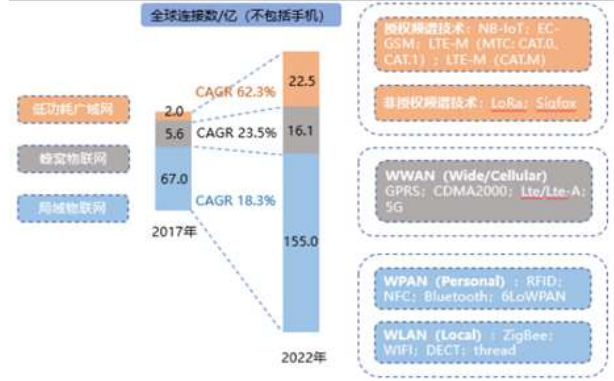 全球连接数/亿（不包括手机）
低功耗广域网
蜂窝物联网
局域物联网
2.0
5.6
67.0
2017年
CAGR 62.3%
CAGR 23.5%
CAGR 18.3%
22.5
16.1
155.0
2022年
授权频谱技术：NB-IoT；EC-
GSM；LTE-M（MTC：CAT.0、
CAT.1）；LTE-M（CAT.M）
非授权频谱技术：LoRa；Sigfox
WWAN（Wide/Cellular）
GPRS；CDMA2000；Lte/Lte-A；
5G
WPAN（Personal）：RFID；
NFC；Bluetooth；6LoWPAN
WLAN（Local）：ZigBee；
WIFI；DECT；thread